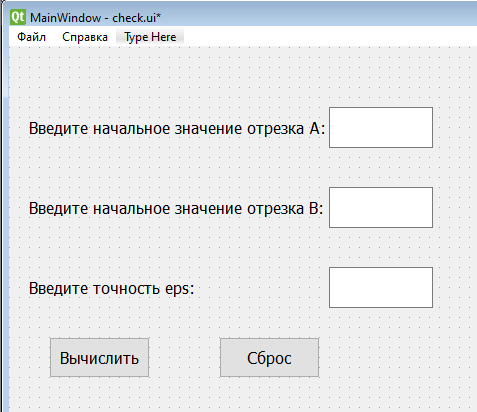 Qt MainWindow - check.ui*
Файл Справка Type Here
Введите начальное значение отрезка А:
Введите начальное значение отрезка В:
Введите точность eps:
Вычислить Сброс